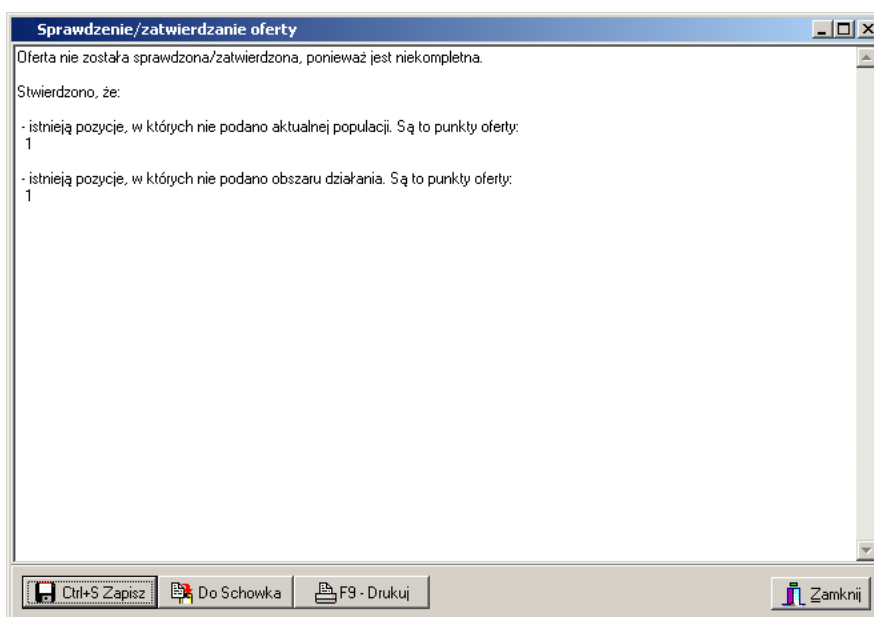 Sprawdzenie/zatwierdzanie oferty
Oferta nie została sprawdzona/zatwierdzona, ponieważ jest niekompletna.
Stwierdzono, że:
- istnieją pozycje, w których nie podano aktualnej populacji. Są to punkty oferty:
1
- istnieją pozycje, w których nie podano obszaru działania. Są to punkty oferty:
1
Ctrl+S Zapisz Do Schowka F9 - Drukuj Zamknij